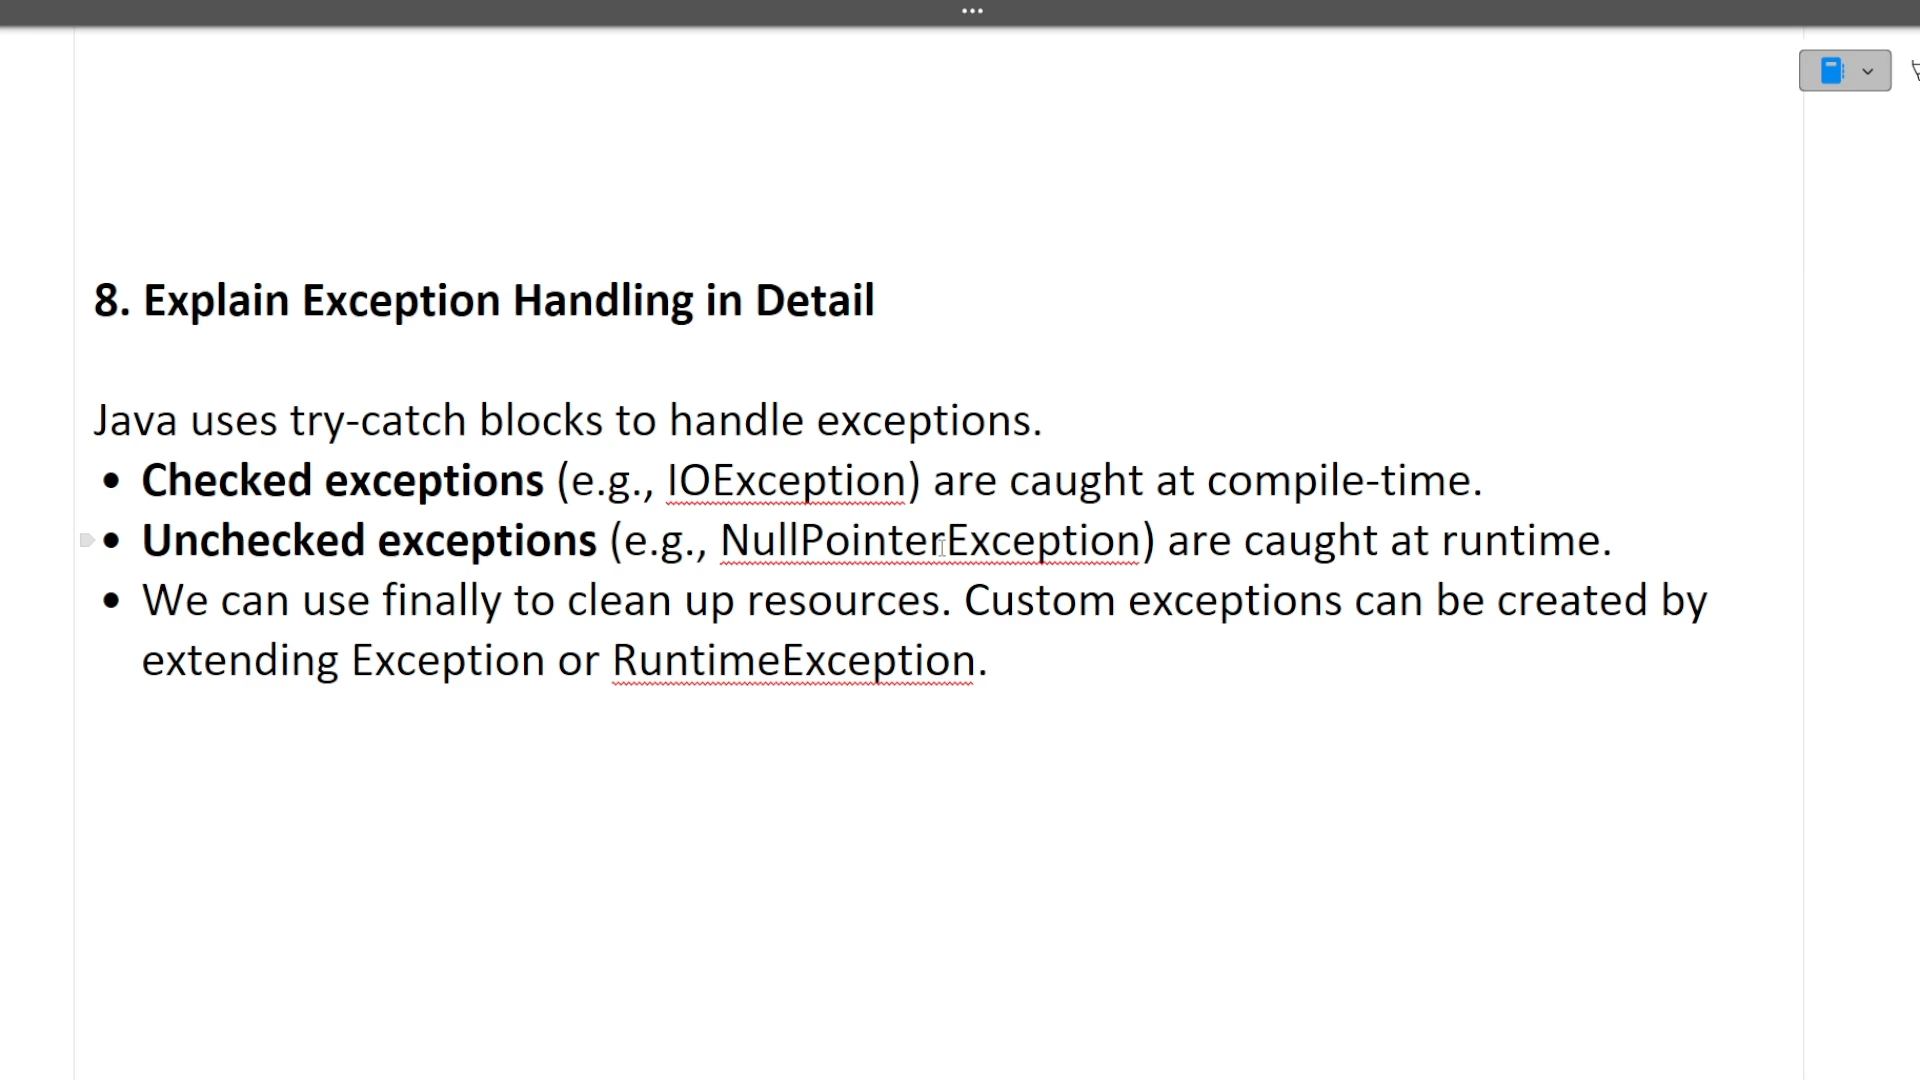 8. Explain Exception Handling in Detail
Java uses try-catch blocks to handle exceptions.
• Checked exceptions (e.g., IOException) are caught at compile-time.
• Unchecked exceptions (e.g., NullPointerException) are caught at runtime.
• We can use finally to clean up resources. Custom exceptions can be created by
extending Exception or RuntimeException.